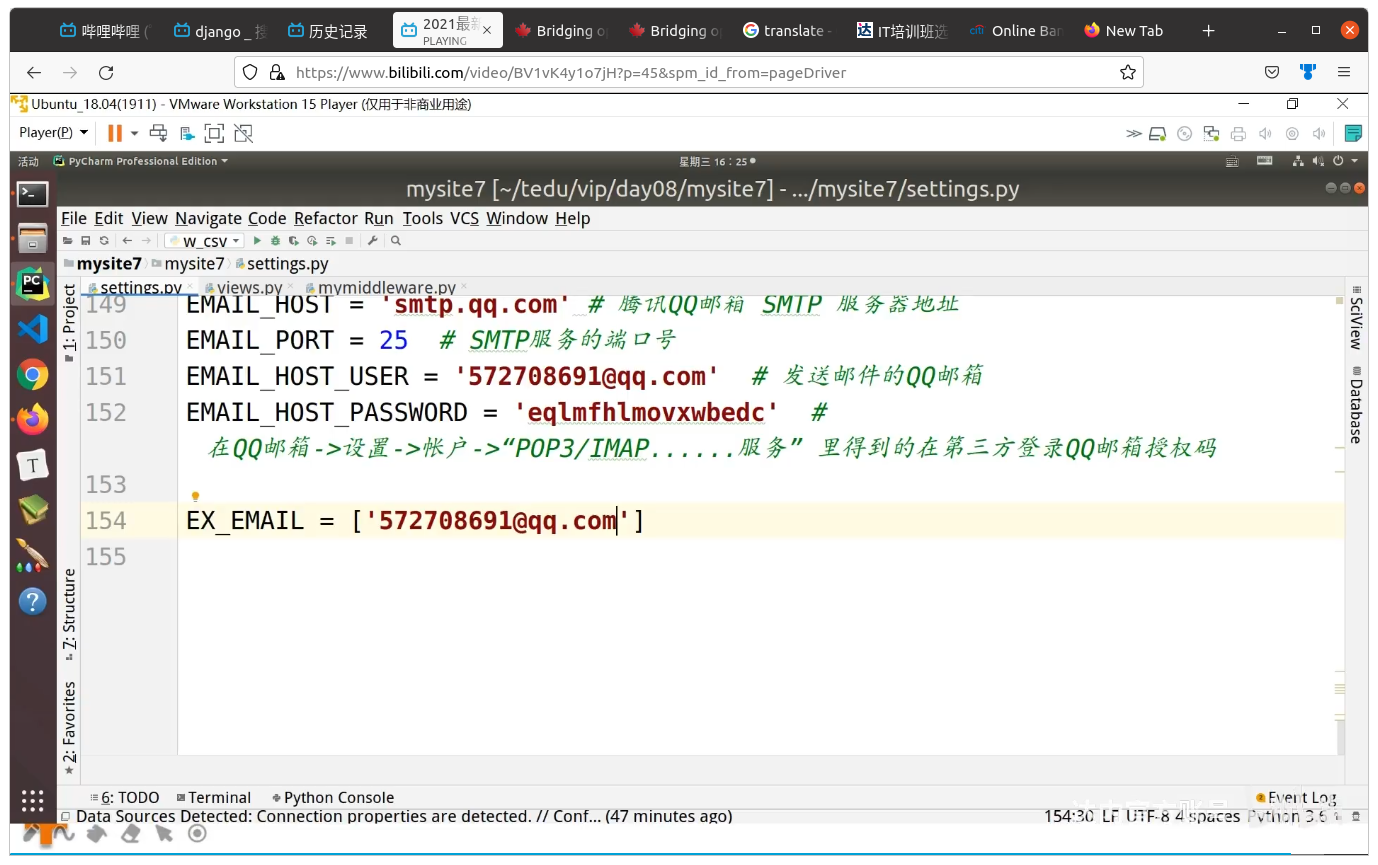 哔哩哔哩 (
django _ 搜
历史记录
2021最新
PLAYING
Bridging o
Bridging o
translate -
IT培训班选
Online Ban
New Tab
https://www.bilibili.com/video/BV1vK4y1o7jH?p=45&spm_id_from=pageDriver
Ubuntu_18.04(1911) - VMware Workstation 15 Player (仅用于非商业用途)
Player(P)
活动 PyCharm Professional Edition 星期三 16：25
mysite7 [~/tedu/vip/day08/mysite7] - .../mysite7/settings.py
File Edit View Navigate Code Refactor Run Tools VCS Window Help
w_csv
mysite7 mysite7 settings.py
settings.py views.py mymiddleware.py
1: Project
SciView
Database
149 EMAIL_HOST = 'smtp.qq.com' # 腾讯QQ邮箱 SMTP 服务器地址
150 EMAIL_PORT = 25 # SMTP服务的端口号
151 EMAIL_HOST_USER = '572708691@qq.com' # 发送邮件的QQ邮箱
152 EMAIL_HOST_PASSWORD = 'eqlmfhlmovxwbedc' #
在QQ邮箱->设置->帐户->“POP3/IMAP......服务” 里得到的在第三方登录QQ邮箱授权码
153
154 EX_EMAIL = ['572708691@qq.com']
155
Z: Structure
2: Favorites
6: TODO Terminal Python Console
2 Event Log
Data Sources Detected: Connection properties are detected. // Conf... (47 minutes ago)
154:30 LF UTF-8 4 spaces Python 3.6